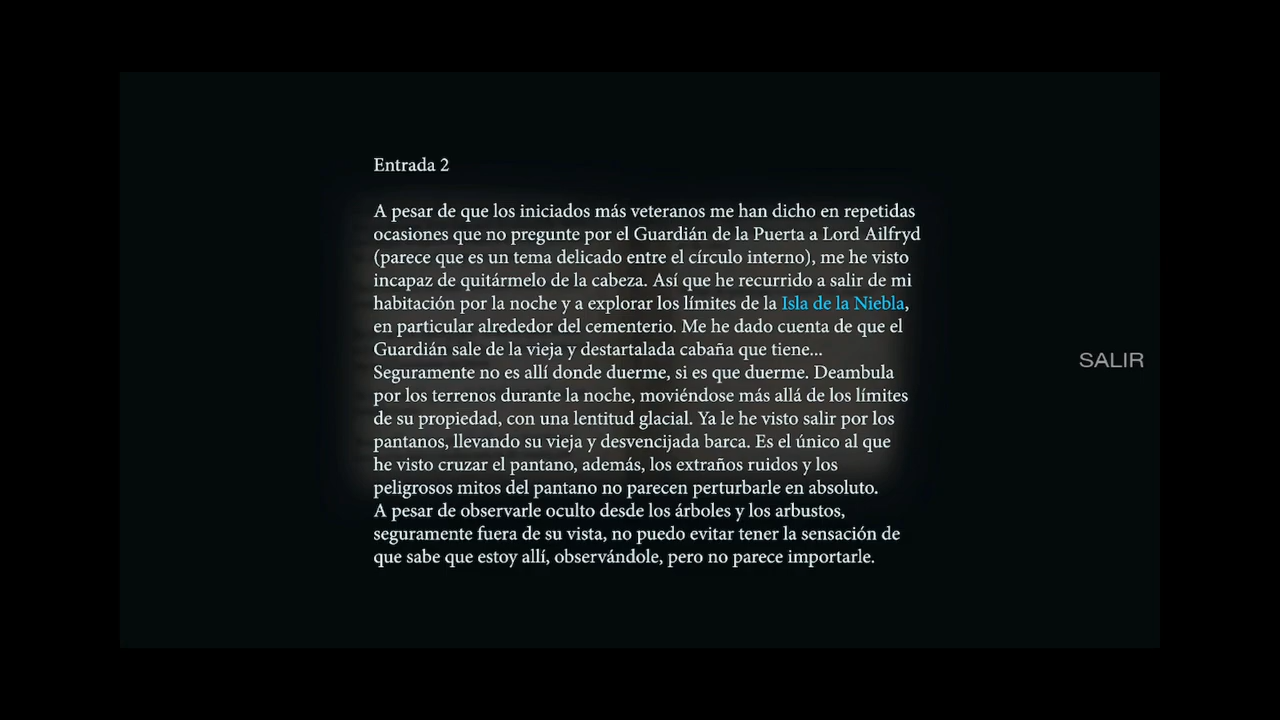 Entrada 2
A pesar de que los iniciados más veteranos me han dicho en repetidas
ocasiones que no pregunte por el Guardián de la Puerta a Lord Ailfryd
(parece que es un tema delicado entre el círculo interno), me he visto
incapaz de quitármelo de la cabeza. Así que he recurrido a salir de mi
habitación por la noche y a explorar los límites de la Isla de la Niebla,
en particular alrededor del cementerio. Me he dado cuenta de que el
Guardián sale de la vieja y destartalada cabaña que tiene...
Seguramente no es allí donde duerme, si es que duerme. Deambula
por los terrenos durante la noche, moviéndose más allá de los límites
de su propiedad, con una lentitud glacial. Ya le he visto salir por los
pantanos, llevando su vieja y desvencijada barca. Es el único al que
he visto cruzar el pantano, además, los extraños ruidos y los
peligrosos mitos del pantano no parecen perturbarle en absoluto.
A pesar de observarle oculto desde los árboles y los arbustos,
seguramente fuera de su vista, no puedo evitar tener la sensación de
que sabe que estoy allí, observándole, pero no parece importarle.
SALIR